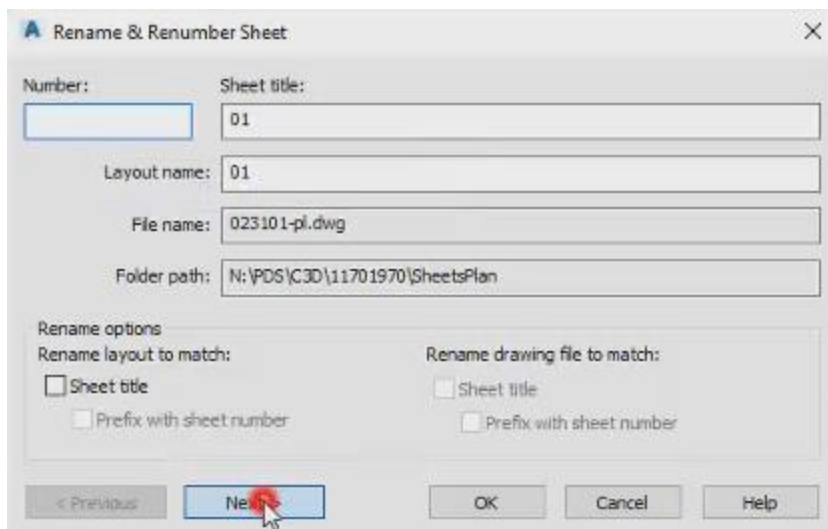 Rename & Renumber Sheet
Number: Sheet title:
01
Layout name: 01
File name: 023101-pl.dwg
Folder path: N:\PDS\C3D\11701970\SheetsPlan
Rename options
Rename layout to match: Rename drawing file to match:
Sheet title Sheet title
Prefix with sheet number Prefix with sheet number
< Previous OK Cancel Help